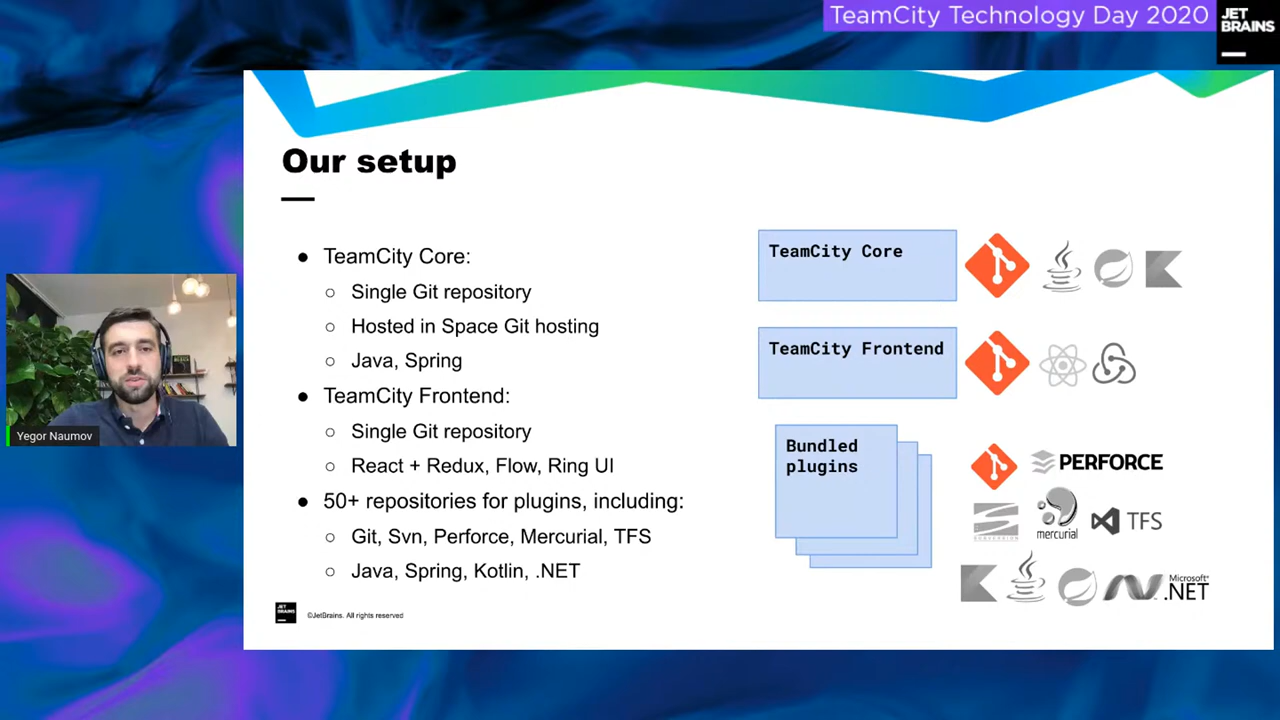 TeamCity Technology Day 2020
JET
BRAINS
Our setup
● TeamCity Core:
○ Single Git repository
○ Hosted in Space Git hosting
○ Java, Spring
● TeamCity Frontend:
○ Single Git repository
○ React + Redux, Flow, Ring UI
● 50+ repositories for plugins, including:
○ Git, Svn, Perforce, Mercurial, TFS
○ Java, Spring, Kotlin, .NET
TeamCity Core
TeamCity Frontend
Bundled
plugins
PERFORCE
SUBVERSION
mercurial
TFS
Microsoft®
.NET
Yegor Naumov
JET
BRAINS
©JetBrains. All rights reserved